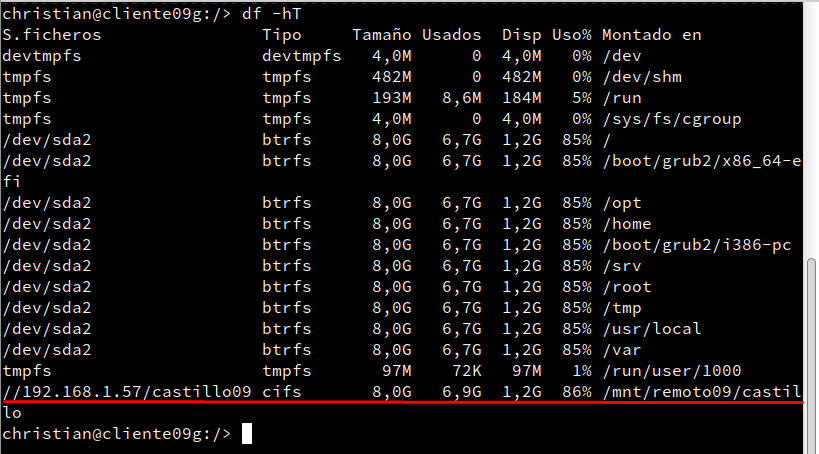 christian@cliente09g:/> df -hT
S.ficheros Tipo Tamaño Usados Disp Uso% Montado en
devtmpfs devtmpfs 4,0M 0 4,0M 0% /dev
tmpfs tmpfs 482M 0 482M 0% /dev/shm
tmpfs tmpfs 193M 8,6M 184M 5% /run
tmpfs tmpfs 4,0M 0 4,0M 0% /sys/fs/cgroup
/dev/sda2 btrfs 8,0G 6,7G 1,2G 85% /
/dev/sda2 btrfs 8,0G 6,7G 1,2G 85% /boot/grub2/x86_64-e
fi
/dev/sda2 btrfs 8,0G 6,7G 1,2G 85% /opt
/dev/sda2 btrfs 8,0G 6,7G 1,2G 85% /home
/dev/sda2 btrfs 8,0G 6,7G 1,2G 85% /boot/grub2/i386-pc
/dev/sda2 btrfs 8,0G 6,7G 1,2G 85% /srv
/dev/sda2 btrfs 8,0G 6,7G 1,2G 85% /root
/dev/sda2 btrfs 8,0G 6,7G 1,2G 85% /tmp
/dev/sda2 btrfs 8,0G 6,7G 1,2G 85% /usr/local
/dev/sda2 btrfs 8,0G 6,7G 1,2G 85% /var
tmpfs tmpfs 97M 72K 97M 1% /run/user/1000
//192.168.1.57/castillo09 cifs 8,0G 6,9G 1,2G 86% /mnt/remoto09/castil
lo
christian@cliente09g:/>